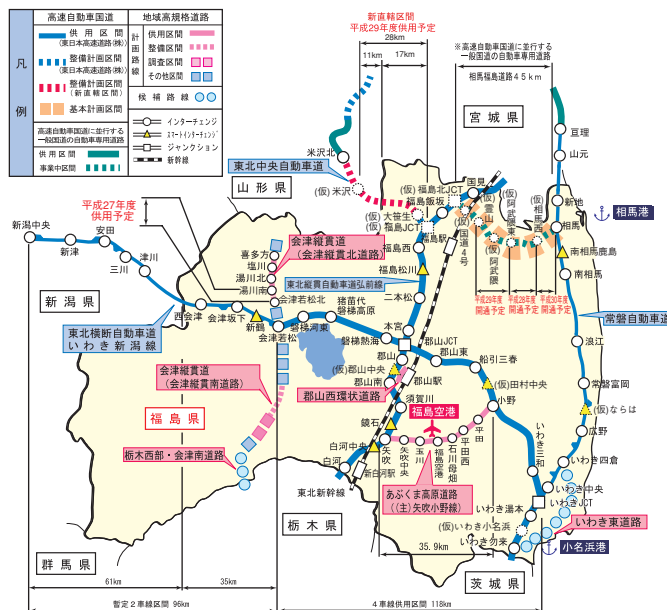 凡例
高速自動車国道
供用区間
(東日本高速道路(株))
整備計画区間
(東日本高速道路(株))
整備計画区間
(新直轄区間)
基本計画区間
高速自動車国道に並行する
一般国道の自動車専用道路
供用区間
事業中区間
地域高規格道路
計画路線
供用区間
整備区間
調査区間
その他区間
候補路線
インターチェンジ
スマートインターチェンジ
ジャンクション
新幹線
新直轄区間
平成29年度供用予定
28km
11km
17km
※高速自動車国道に並行する
一般国道の自動車専用道路
相馬福島道路45km
宮城県
山形県
新潟県
福島県
群馬県
栃木県
茨城県
米沢北
東北中央自動車道
(仮)米沢
(仮)福島北JCT
福島飯坂
国見
(仮)大笹生
(仮)福島JCT
福島駅
(仮)国道4号
(仮)霊山
(仮)阿武隈
(仮)阿武隈東
(仮)相馬西
亘理
山元
新地
相馬
相馬港
南相馬鹿島
南相馬
常磐自動車道
浪江
常磐富岡
(仮)ならは
広野
いわき四倉
いわき中央
いわきJCT
いわき東道路
小名浜港
平成29年度
開通予定
平成28年度
開通予定
平成30年度
開通予定
平成27年度
供用予定
新潟中央
新津
安田
三川
津川
西会津
会津坂下
新鶴
会津若松
東北横断自動車道
いわき新潟線
喜多方
塩川
湯川北
湯川南
会津若松北
会津縦貫道
(会津縦貫北道路)
会津縦貫道
(会津縦貫南道路)
栃木西部・会津南道路
猪苗代
磐梯高原
磐梯河東
磐梯熱海
福島西
福島松川
東北縦貫自動車道弘前線
二本松
本宮
郡山JCT
郡山東
船引三春
(仮)田村中央
小野
郡山
(仮)郡山中央
郡山南
郡山駅
郡山西環状道路
須賀川
鏡石
福島空港
白河中央
白河
新白河駅
東北新幹線
矢吹
矢吹中央
玉川
福島空港
石川母畑
平田西
平田
あぶくま高原道路
((主)矢吹小野線)
いわき三和
いわき湯本
(仮)いわき小名浜
いわき勿来
35.9km
61km
35km
暫定2車線区間 96km
4車線供用区間 118km